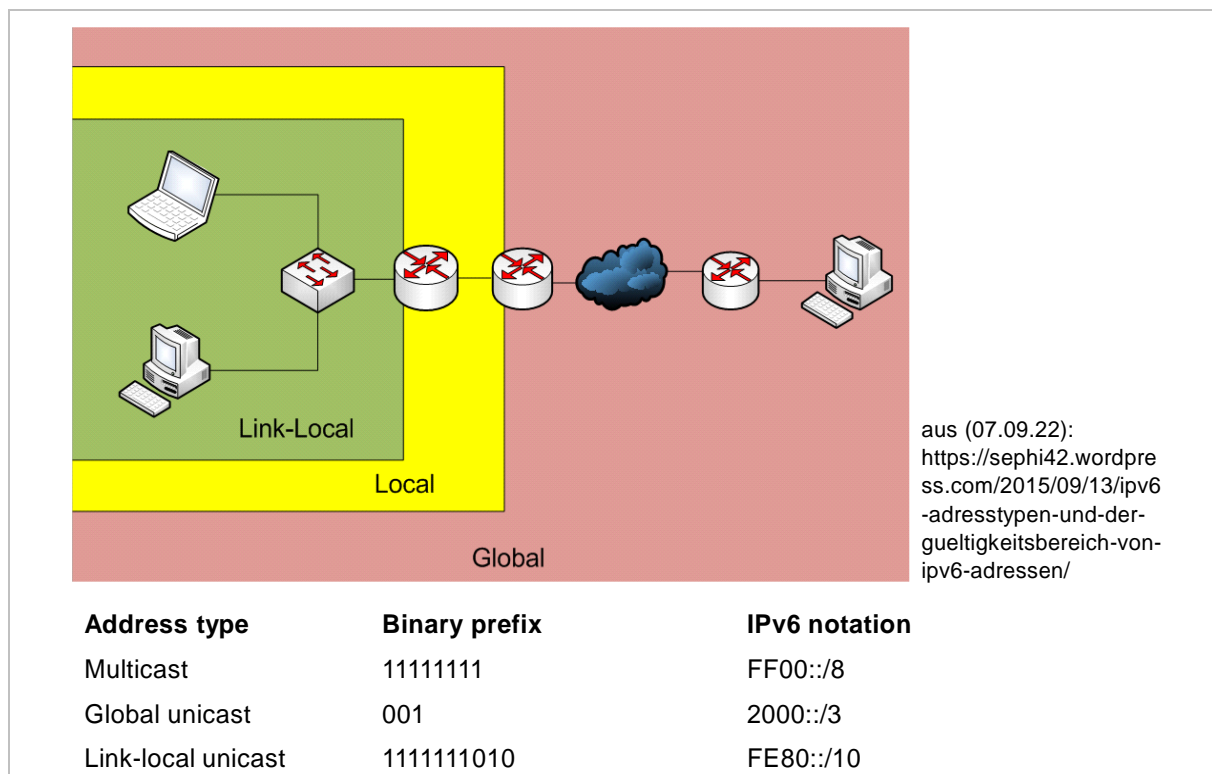 Link-Local
Local
Global
aus (07.09.22):
https://sephi42.wordpre
ss.com/2015/09/13/ipv6
-adresstypen-und-der-
gueltigkeitsbereich-von-
ipv6-adressen/
Address type Binary prefix IPv6 notation
Multicast 11111111 FF00::/8
Global unicast 001 2000::/3
Link-local unicast 1111111010 FE80::/10